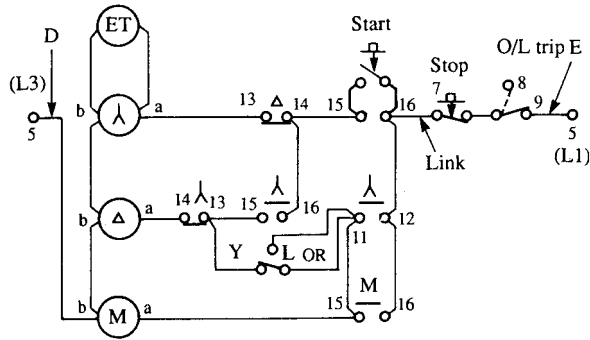 ET
Start
O/L trip E
D
Stop
8
(L3)
b a 13 Δ 14 15 16 7 9
⅄
5 5
Link (L1)
⅄ ⅄
14 13 15 16
b Δ a 11 12
Y L OR
M
b a 15 16
M